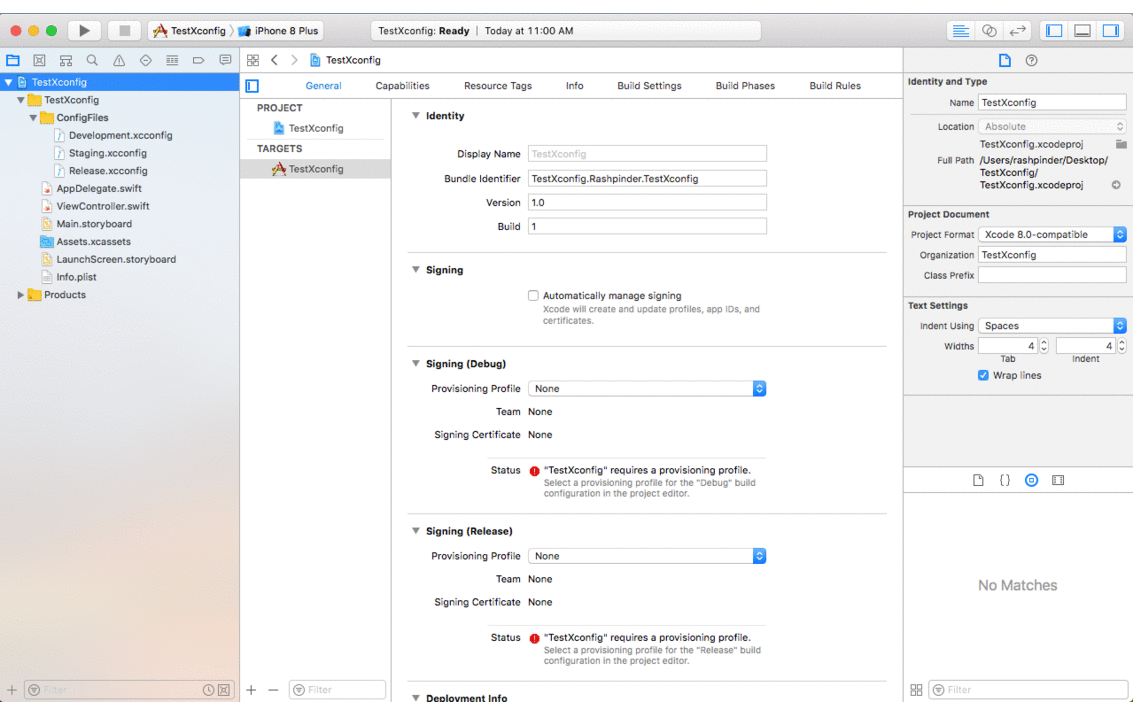 TestXconfig 〉 iPhone 8 Plus
TestXconfig: Ready | Today at 11:00 AM
TestXconfig
TestXconfig
ConfigFiles
Development.xcconfig
Staging.xcconfig
Release.xcconfig
AppDelegate.swift
ViewController.swift
Main.storyboard
Assets.xcassets
LaunchScreen.storyboard
Info.plist
Products
Filter
TestXconfig
General Capabilities Resource Tags Info Build Settings Build Phases Build Rules
PROJECT
TestXconfig
TARGETS
TestXconfig
Filter
Identity
Display Name TestXconfig
Bundle Identifier TestXconfig.Rashpinder.TestXconfig
Version 1.0
Build 1
Signing
Automatically manage signing
Xcode will create and update profiles, app IDs, and
certificates.
Signing (Debug)
Provisioning Profile None
Team None
Signing Certificate None
Status "TestXconfig" requires a provisioning profile.
Select a provisioning profile for the "Debug" build
configuration in the project editor.
Signing (Release)
Provisioning Profile None
Team None
Signing Certificate None
Status "TestXconfig" requires a provisioning profile.
Select a provisioning profile for the "Release" build
configuration in the project editor.
Deployment Info
Identity and Type
Name TestXconfig
Location Absolute
TestXconfig.xcodeproj
Full Path /Users/rashpinder/Desktop/
TestXconfig/
TestXconfig.xcodeproj
Project Document
Project Format Xcode 8.0-compatible
Organization TestXconfig
Class Prefix
Text Settings
Indent Using Spaces
Widths 4 4
Tab Indent
Wrap lines
No Matches
Filter